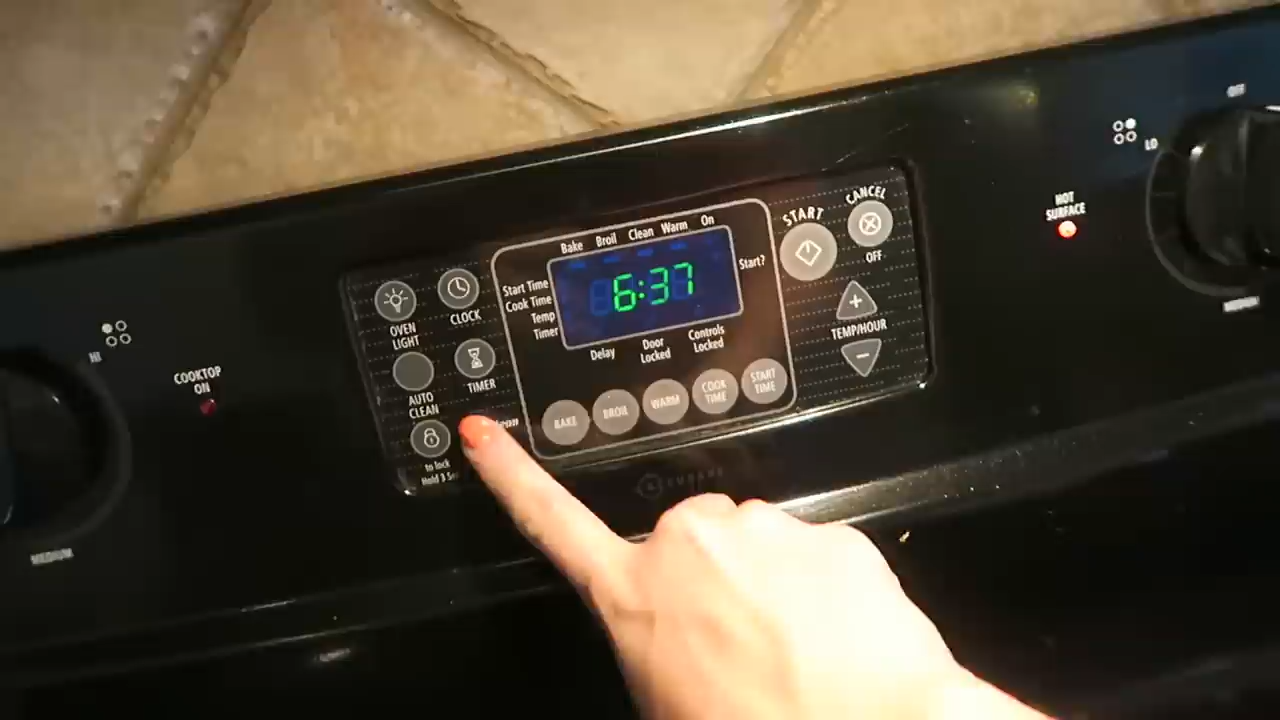 OFF
LO
MEDIUM
HOT
SURFACE
CANCEL
OFF
START
Bake Broil Clean Warm On
Start?
6:37
Start Time
Cook Time
Temp
Timer
Delay
Door
Locked
Controls
Locked
TEMP/HOUR
OVEN
LIGHT
CLOCK
AUTO
CLEAN
TIMER
to lock
Hold 3
BAKE
BROIL
WARM
COOK
TIME
START
TIME
HI
COOKTOP
ON
MEDIUM